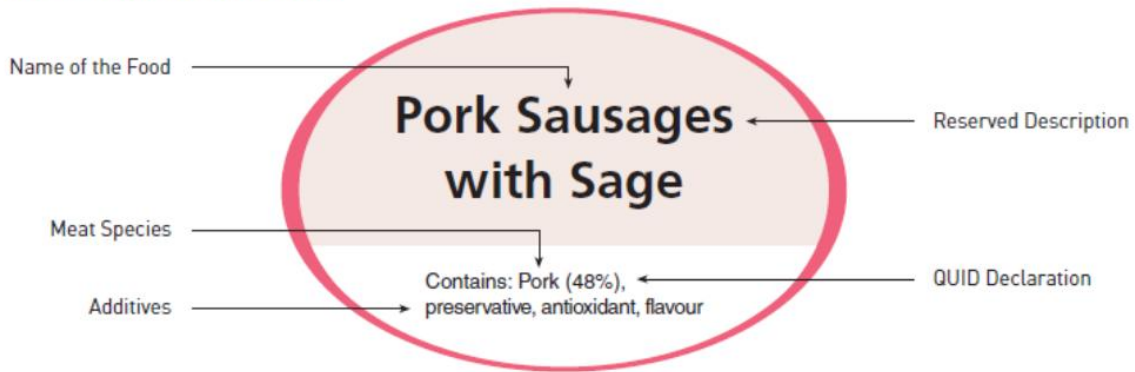 Name of the Food
Pork Sausages
Reserved Description
with Sage
Meat Species
Contains: Pork (48%),
QUID Declaration
Additives
preservative, antioxidant, flavour